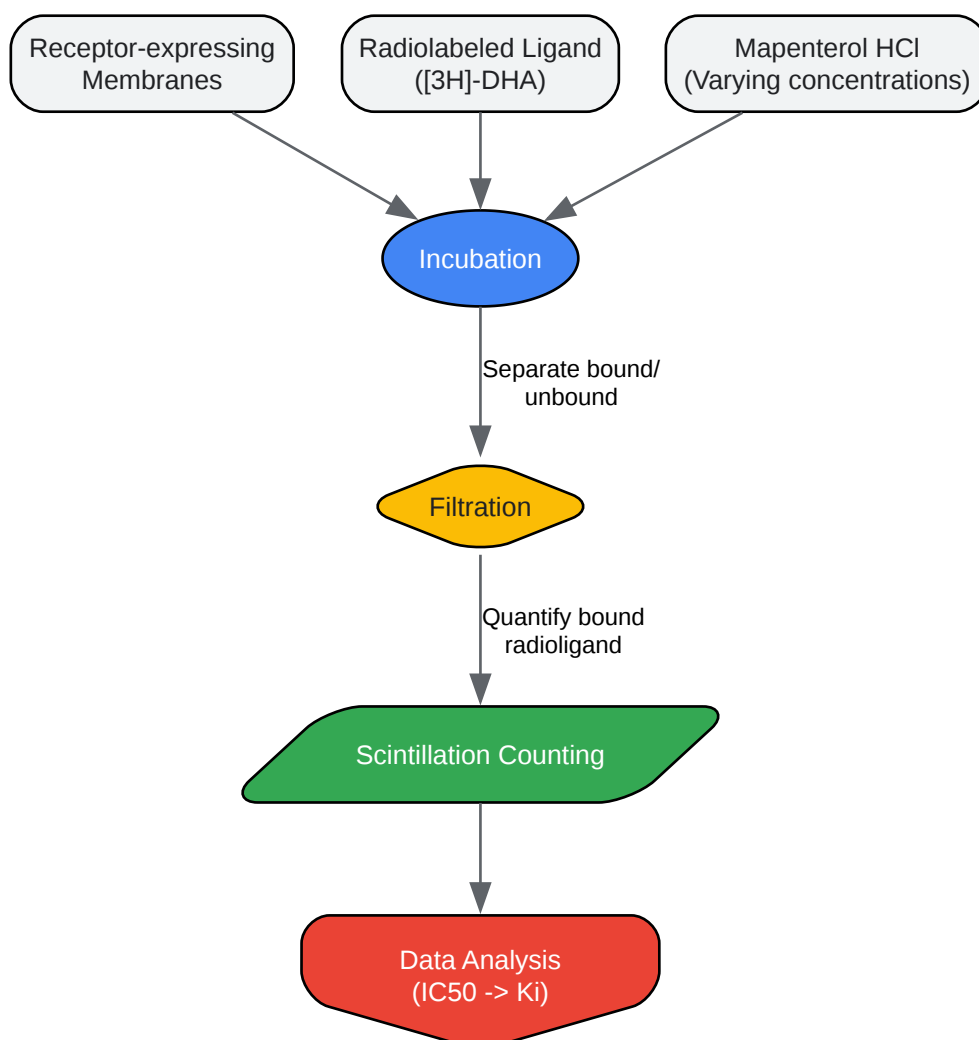 Receptor-expressing
Membranes
Radiolabeled Ligand
([3H]-DHA)
Mapenterol HCl
(Varying concentrations)
Incubation
Separate bound/
unbound
Filtration
Quantify bound
radioligand
Scintillation Counting
Data Analysis
(IC50 -> Ki)